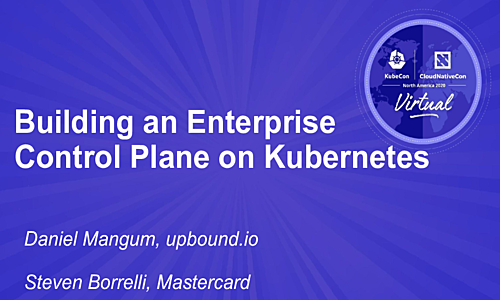 KubeCon
CloudNativeCon
North America 2020
Virtual
Building an Enterprise
Control Plane on Kubernetes
Daniel Mangum, upbound.io
Steven Borrelli, Mastercard